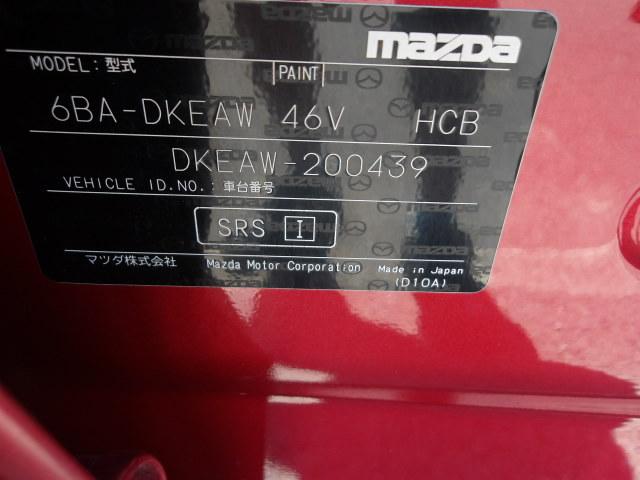 mazda
MODEL: 型式 PAINT
6BA-DKEAW 46V HCB
DKEAW-200439
VEHICLE ID.NO.: 車台番号
SRS I
マツダ株式会社 Mazda Motor Corporation Made in Japan
(D10A)